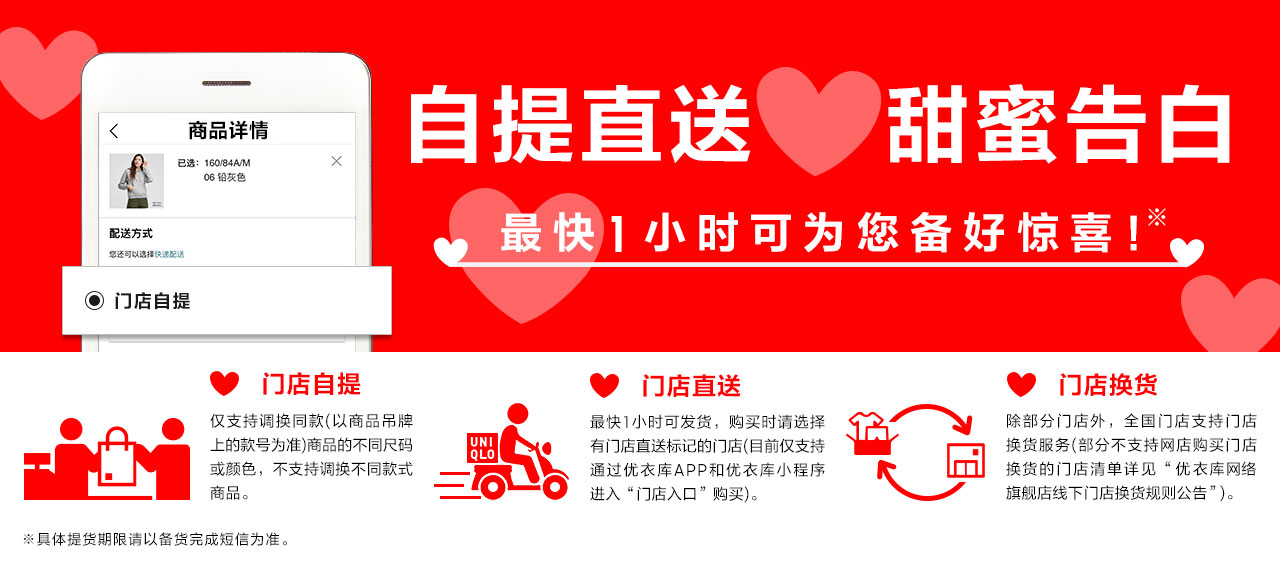 自提直送 甜蜜告白
最快1小时可为您备好惊喜!※
商品详情
已选: 160/84A/M
06 铅灰色
配送方式
您还可以选择快递配送
门店自提
门店自提
仅支持调换同款(以商品吊牌
上的款号为准)商品的不同尺码
或颜色，不支持调换不同款式
商品。
UNI
QLO
门店直送
最快1小时可发货，购买时请选择
有门店直送标记的门店(目前仅支持
通过优衣库APP和优衣库小程序
进入“门店入口”购买)。
门店换货
除部分门店外，全国门店支持门店
换货服务(部分不支持网店购买门店
换货的门店清单详见“优衣库网络
旗舰店线下门店换货规则公告”)。
※具体提货期限请以备货完成短信为准。